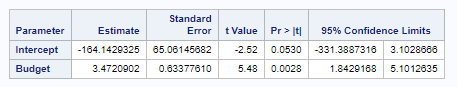 Parameter Estimate Standard Error t Value Pr > |t| 95% Confidence Limits
Intercept -164.1429325 65.06145682 -2.52 0.0530 -331.3887316 3.1028666
Budget 3.4720902 0.63377610 5.48 0.0028 1.8429168 5.1012635